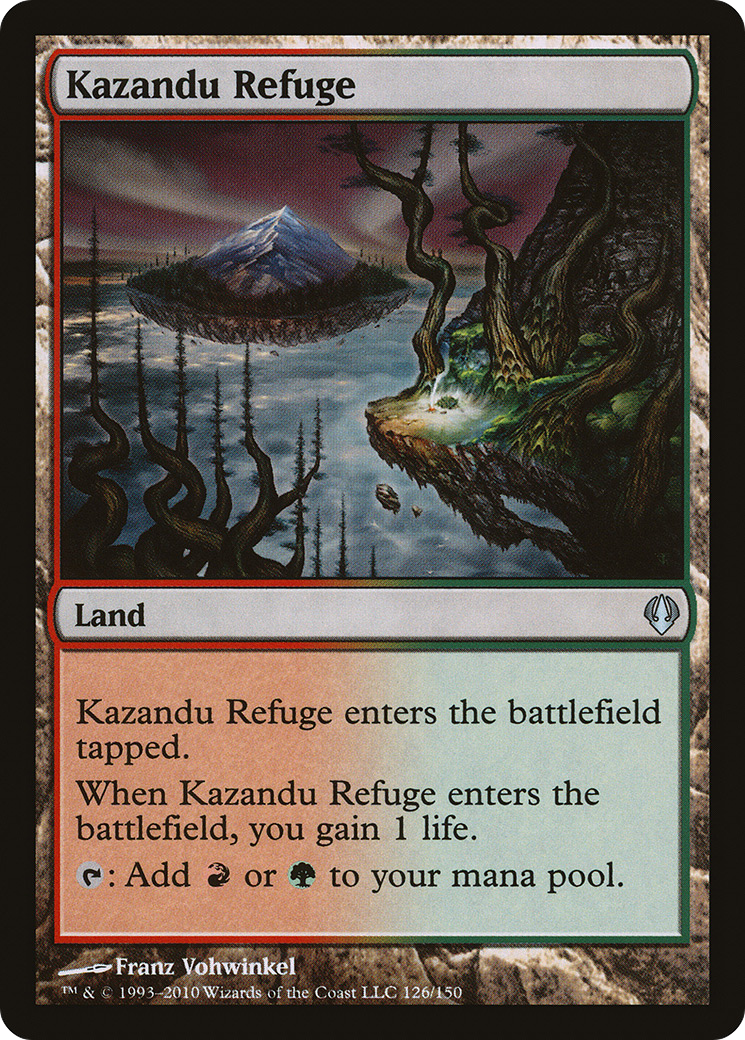 Kazandu Refuge
Land
Kazandu Refuge enters the battlefield
tapped.
When Kazandu Refuge enters the
battlefield, you gain 1 life.
: Add or to your mana pool.
Franz Vohwinkel
™ & © 1993–2010 Wizards of the Coast LLC 126/150